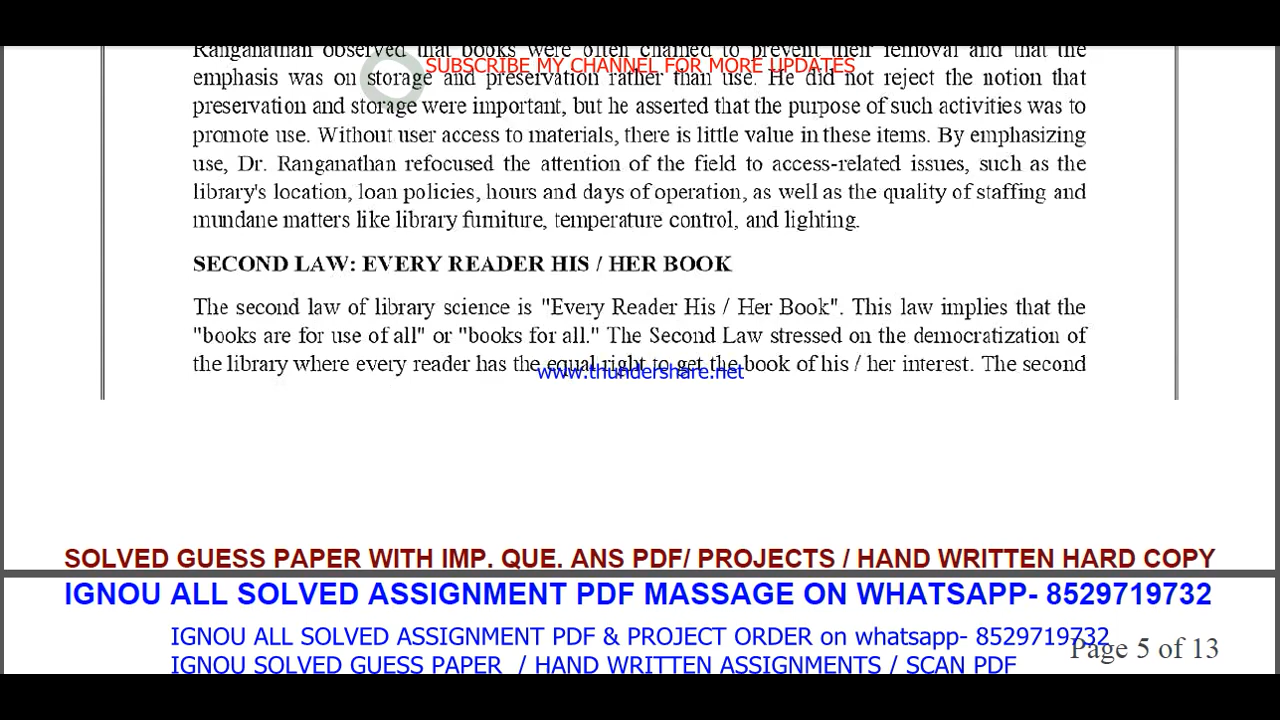 Ranganathan observed that books were often chained to prevent their removal and that the
SUBSCRIBE MY CHANNEL FOR MORE UPDATES
emphasis was on storage and preservation rather than use. He did not reject the notion that
preservation and storage were important, but he asserted that the purpose of such activities was to
promote use. Without user access to materials, there is little value in these items. By emphasizing
use, Dr. Ranganathan refocused the attention of the field to access-related issues, such as the
library's location, loan policies, hours and days of operation, as well as the quality of staffing and
mundane matters like library furniture, temperature control, and lighting.
SECOND LAW: EVERY READER HIS / HER BOOK
The second law of library science is "Every Reader His / Her Book". This law implies that the
"books are for use of all" or "books for all." The Second Law stressed on the democratization of
the library where every reader has the equal right to get the book of his / her interest. The second
www.thundershare.net
SOLVED GUESS PAPER WITH IMP. QUE. ANS PDF/ PROJECTS / HAND WRITTEN HARD COPY
IGNOU ALL SOLVED ASSIGNMENT PDF MASSAGE ON WHATSAPP- 8529719732
IGNOU ALL SOLVED ASSIGNMENT PDF & PROJECT ORDER on whatsapp- 8529719732
Page 5 of 13
IGNOU SOLVED GUESS PAPER / HAND WRITTEN ASSIGNMENTS / SCAN PDF